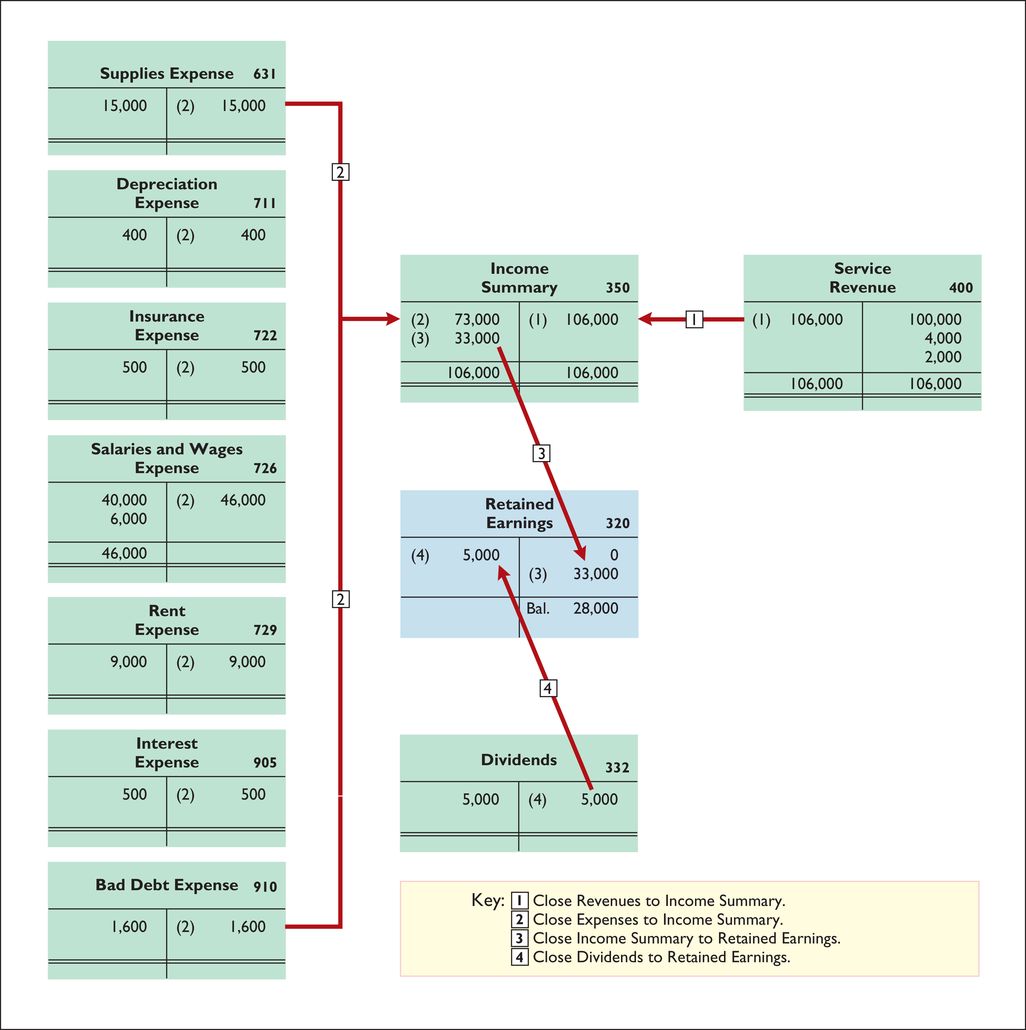 Supplies Expense 631
15,000 (2) 15,000
Depreciation
Expense 711
400 (2) 400
Insurance
Expense 722
500 (2) 500
Salaries and Wages
Expense 726
40,000 (2) 46,000
6,000
46,000
Rent
Expense 729
9,000 (2) 9,000
Interest
Expense 905
500 (2) 500
Bad Debt Expense 910
1,600 (2) 1,600
2
2
Income
Summary 350
(2) 73,000 (1) 106,000
(3) 33,000
106,000 106,000
1
Service
Revenue 400
(1) 106,000 100,000
4,000
2,000
106,000 106,000
3
Retained
Earnings 320
(4) 5,000 0
(3) 33,000
Bal. 28,000
4
Dividends 332
5,000 (4) 5,000
Key: 1 Close Revenues to Income Summary.
2 Close Expenses to Income Summary.
3 Close Income Summary to Retained Earnings.
4 Close Dividends to Retained Earnings.